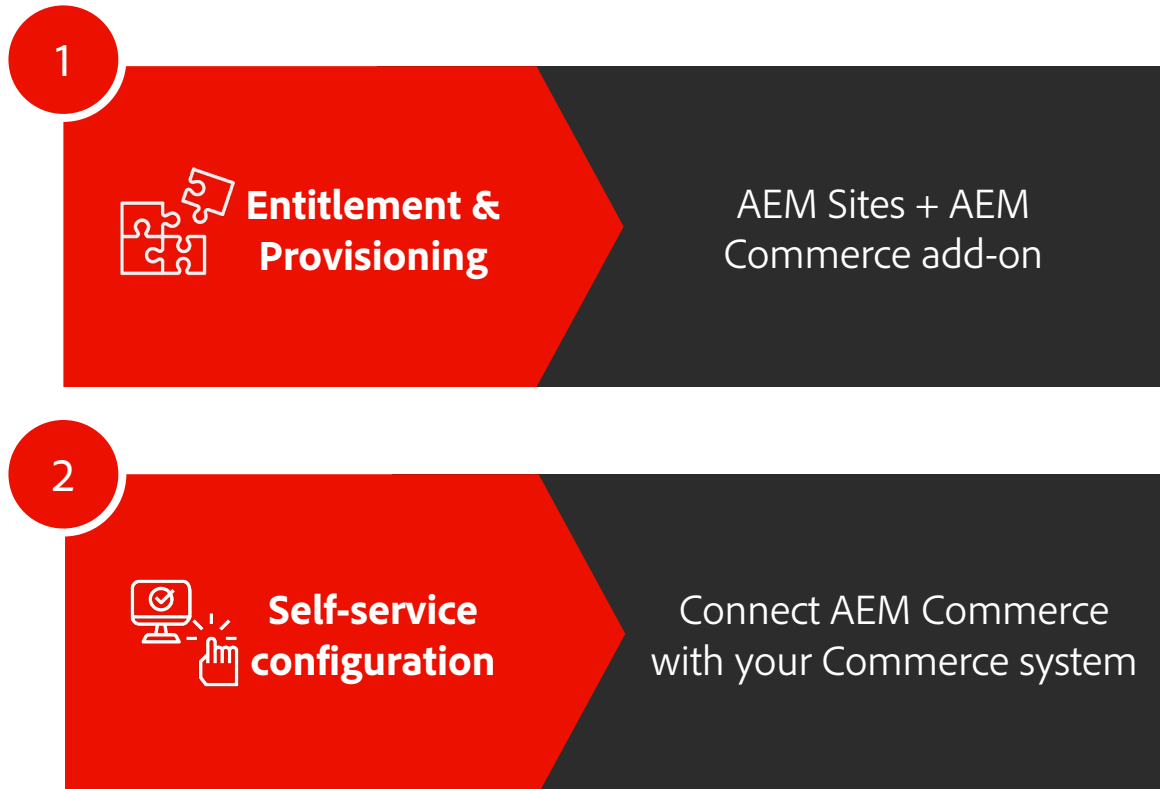 1
Entitlement &
Provisioning
AEM Sites + AEM
Commerce add-on
2
Self-service
configuration
Connect AEM Commerce
with your Commerce system